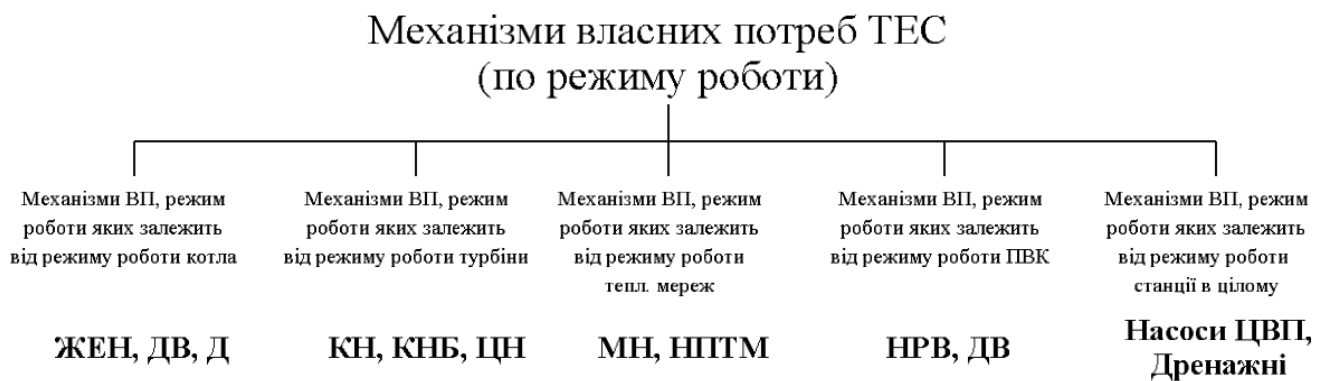 Механізми власних потреб ТЕС
(по режиму роботи)
Механізми ВП, режим
роботи яких залежить
від режиму роботи котла
ЖЕН, ДВ, Д
Механізми ВП, режим
роботи яких залежить
від режиму роботи турбіни
КН, КНБ, ЦН
Механізми ВП, режим
роботи яких залежить
від режиму роботи
тепл. мереж
МН, НПТМ
Механізми ВП, режим
роботи яких залежить
від режиму роботи ПВК
НРВ, ДВ
Механізми ВП, режим
роботи яких залежить
від режиму роботи
станції в цілому
Насоси ЦВП,
Дренажні